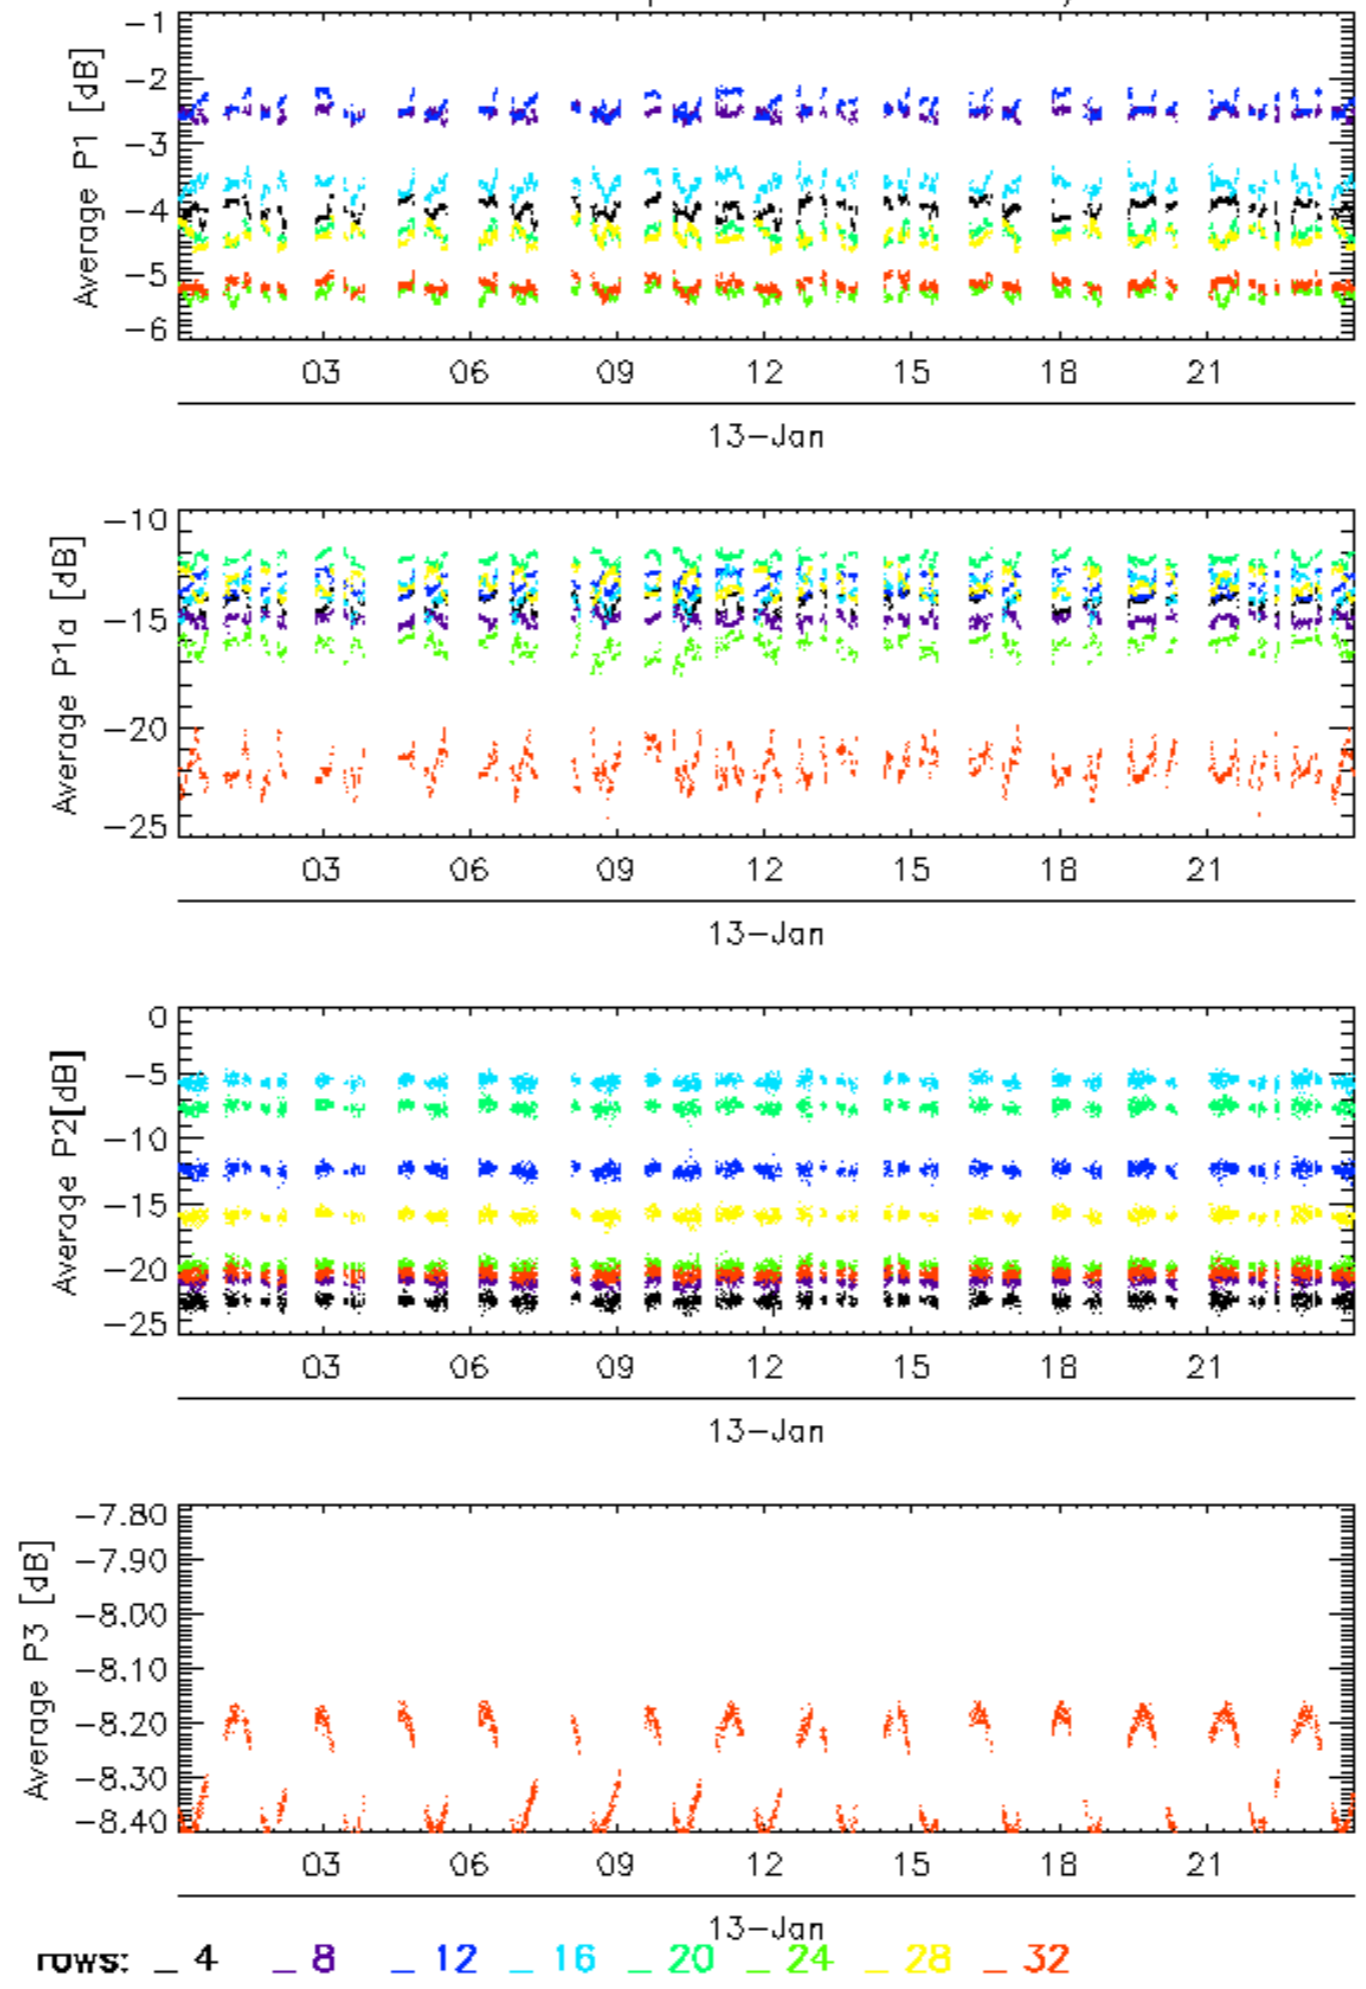 Average P1 [dB]
-1
-2
-3
-4
-5
-6
03 06 09 12 15 18 21
13-Jan
Average P1a [dB]
-10
-15
-20
-25
03 06 09 12 15 18 21
13-Jan
Average P2[dB]
0
-5
-10
-15
-20
-25
03 06 09 12 15 18 21
13-Jan
Average P3 [dB]
-7.80
-7.90
-8.00
-8.10
-8.20
-8.30
-8.40
03 06 09 12 15 18 21
13-Jan
rows: _ 4 _ 8 _ 12 _ 16 _ 20 _ 24 _ 28 _ 32